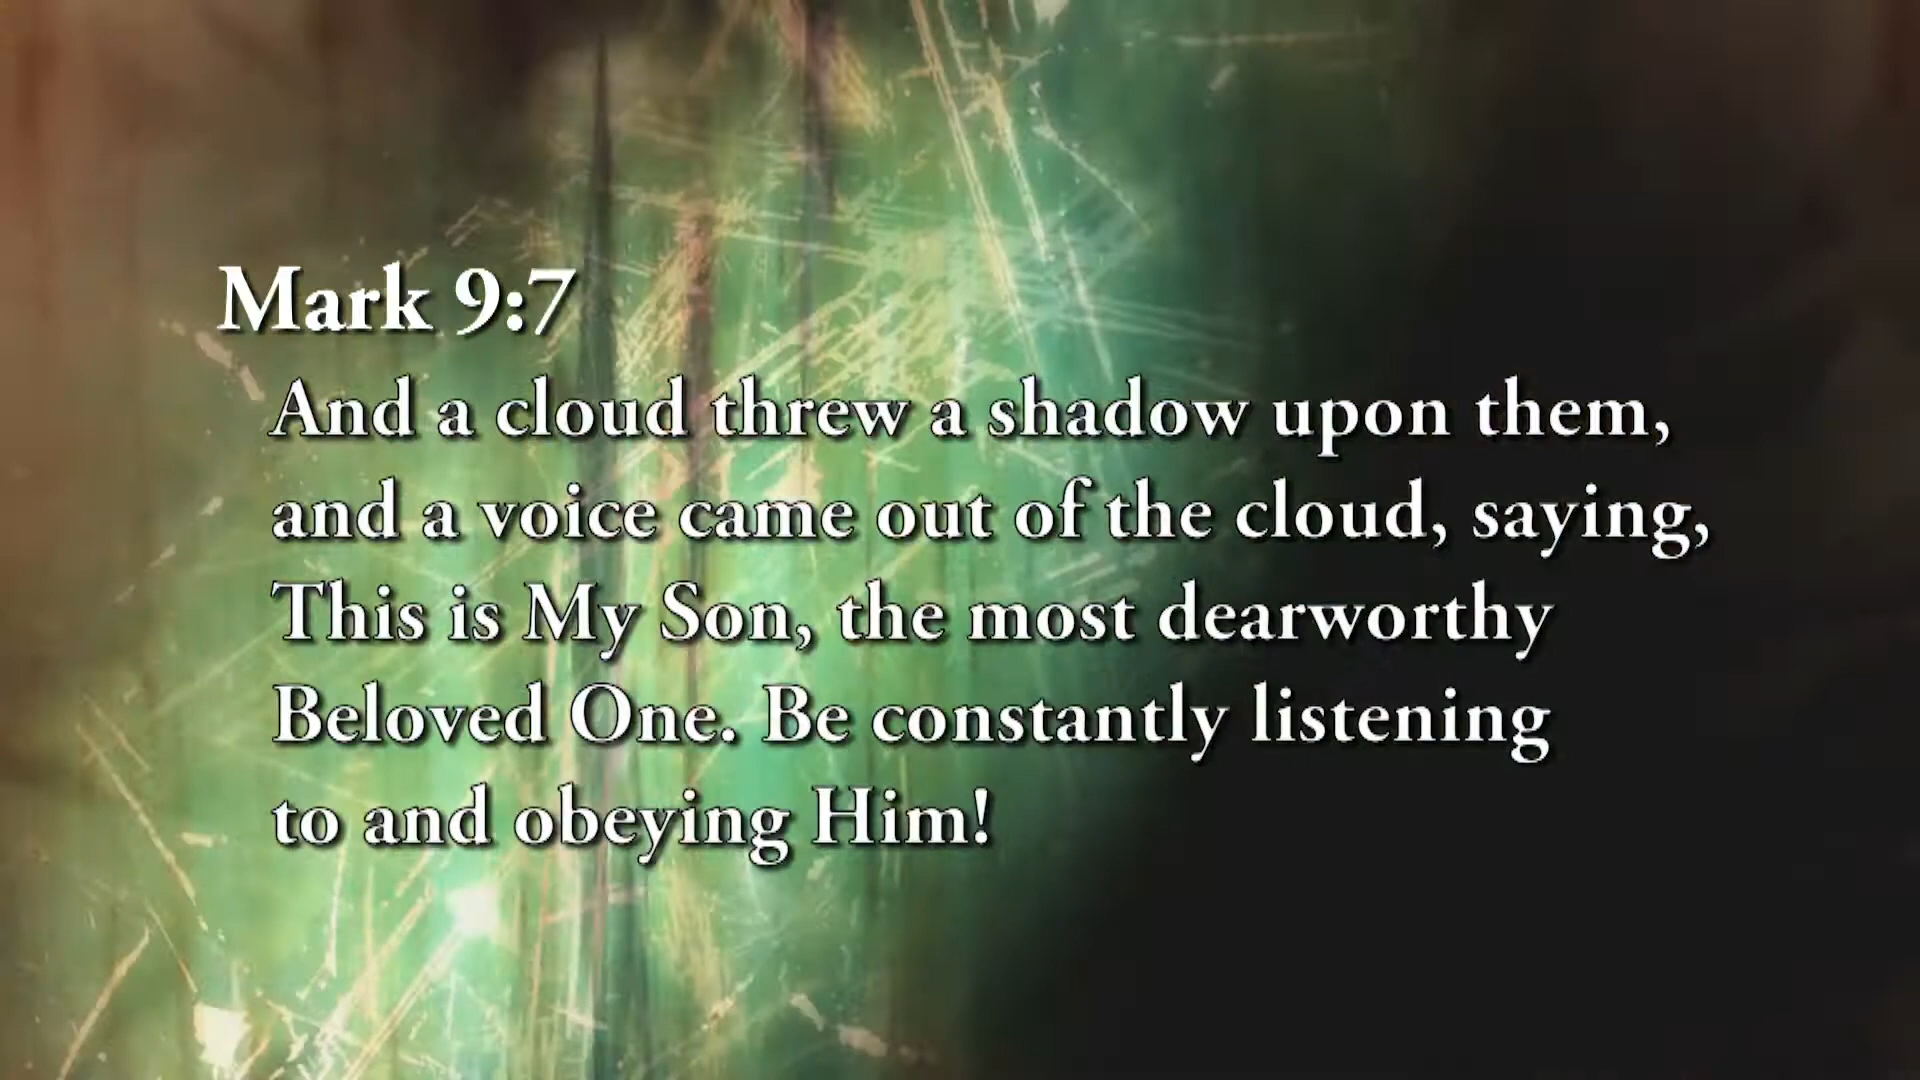 Mark 9:7
And a cloud threw a shadow upon them,
and a voice came out of the cloud, saying,
This is My Son, the most dearworthy
Beloved One. Be constantly listening
to and obeying Him!